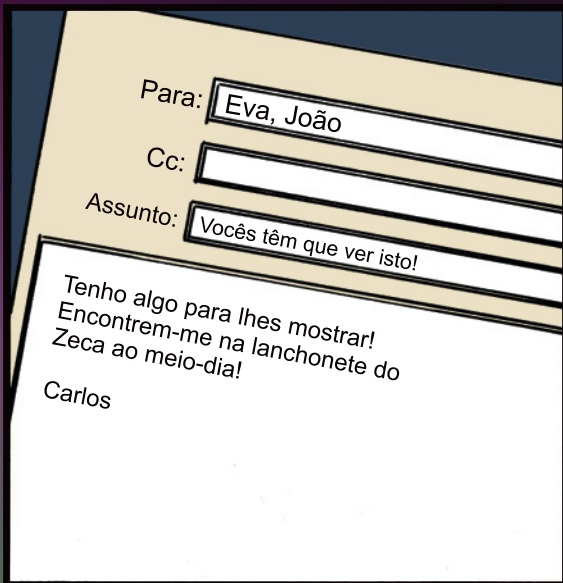 Para: Eva, João
Cc:
Assunto: Vocês têm que ver isto!
Tenho algo para lhes mostrar!
Encontrem-me na lanchonete do
Zeca ao meio-dia!
Carlos